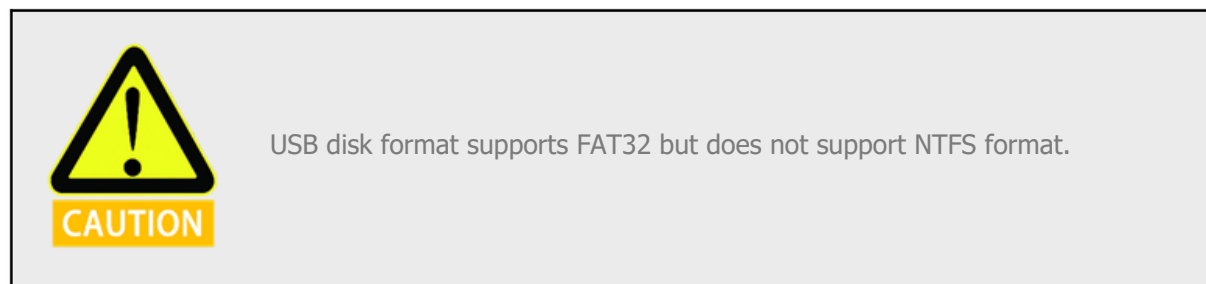 USB disk format supports FAT32 but does not support NTFS format.
CAUTION